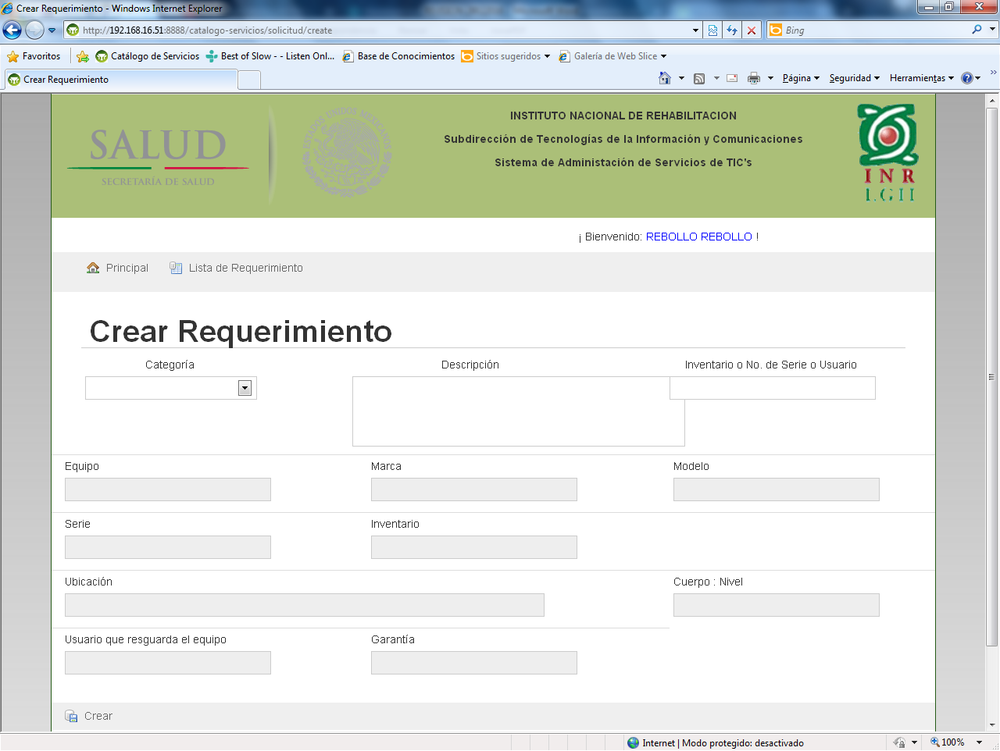 Crear Requerimiento - Windows Internet Explorer
http://192.168.16.51:8888/catalogo-servicios/solicitud/create
Bing
Favoritos
Catálogo de Servicios
Best of Slow - - Listen Onl...
Base de Conocimientos
Sitios sugeridos
Galería de Web Slice
Crear Requerimiento
Página
Seguridad
Herramientas
SALUD
SECRETARÍA DE SALUD
ESTADOS UNIDOS MEXICANOS
INSTITUTO NACIONAL DE REHABILITACION
Subdirección de Tecnologías de la Información y Comunicaciones
Sistema de Administación de Servicios de TIC's
INR
LGII
¡ Bienvenido: REBOLLO REBOLLO !
Principal
Lista de Requerimiento
Crear Requerimiento
Categoría
Descripción
Inventario o No. de Serie o Usuario
Equipo
Marca
Modelo
Serie
Inventario
Ubicación
Cuerpo : Nivel
Usuario que resguarda el equipo
Garantía
Crear
Internet | Modo protegido: desactivado
100%